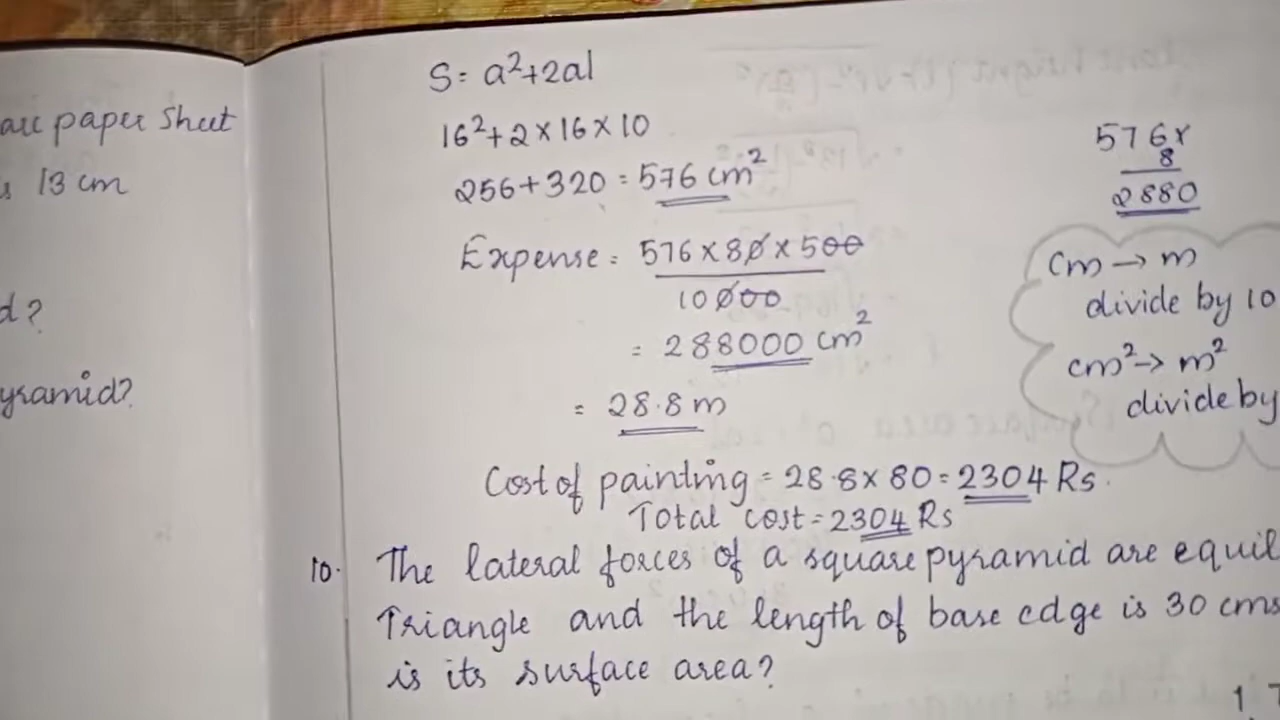 are paper Sheet
s 13 cm
d?
yramid?
S = a²+2al
16²+2×16×10
256+320 = 576 cm²
Expense = 576×80×500
10000
= 288000 cm²
= 28.8 m
Cost of painting = 28.8×80 = 2304 Rs.
Total cost = 2304 Rs
10. The lateral forces of a square pyramid are equil
Triangle and the length of base edge is 30 cms
is its surface area?
576×
8
2880
Cm → m
divide by 10
cm² → m²
divide by